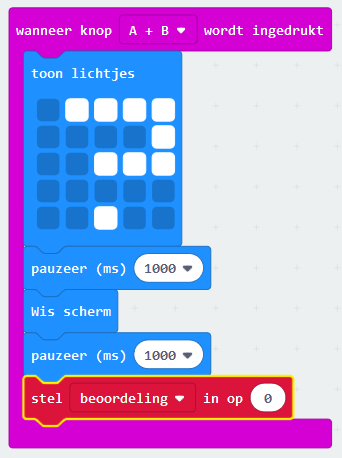 wanneer knop A + B wordt ingedrukt
toon lichtjes
pauzeer (ms) 1000
Wis scherm
pauzeer (ms) 1000
stel beoordeling in op 0